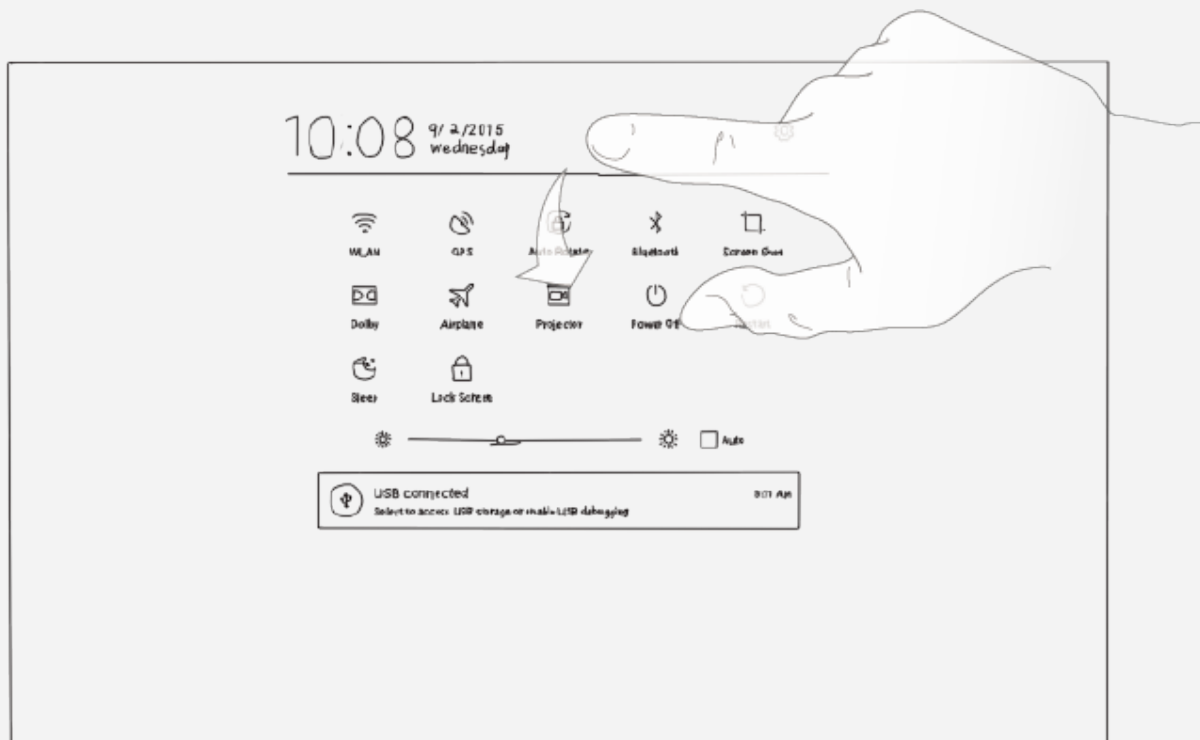 10:08
9/2/2015
Wednesday
WLAN GPS Auto Rotate Bluetooth Screen Shot
Dolby Airplane Projector Power Off Restart
Sleep Lock Screen
Auto
USB connected
Select to access USB storage or enable USB debugging